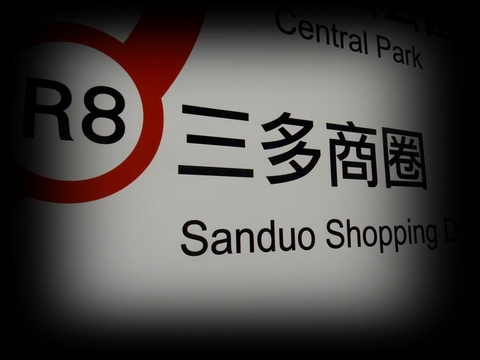 Central Park
R8
三多商圈
Sanduo Shopping D